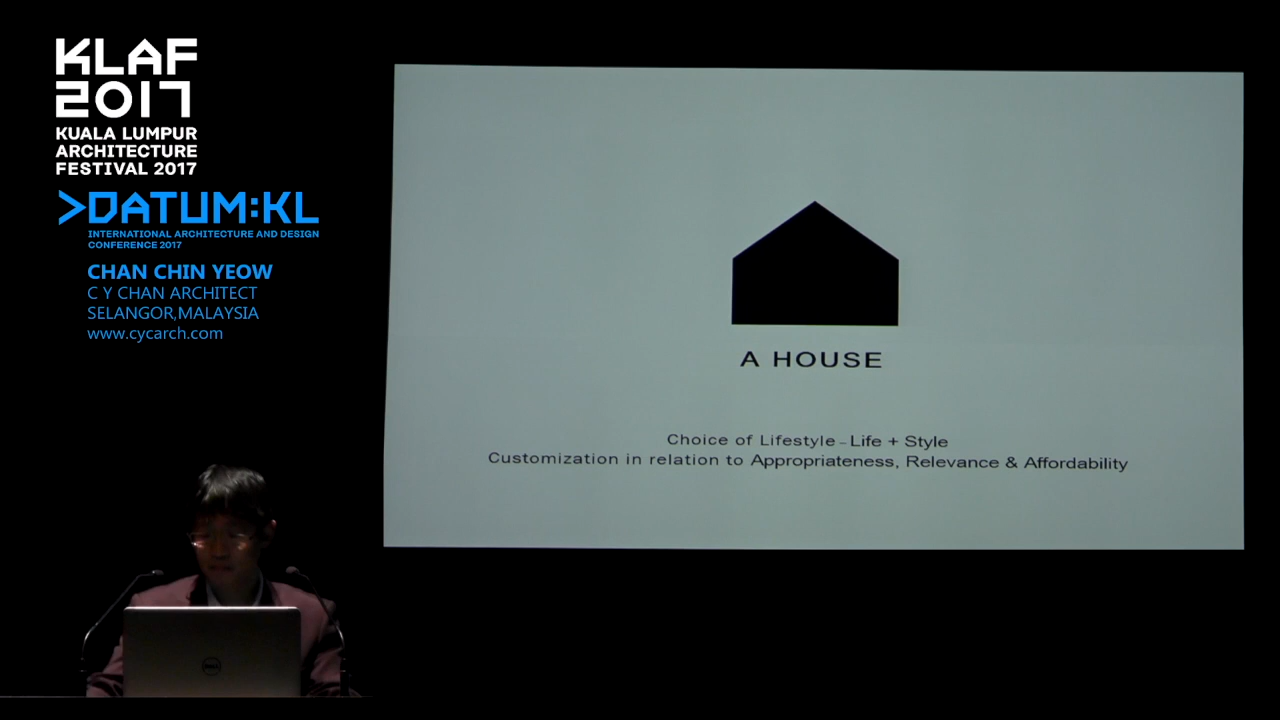 KLAF
2017
KUALA LUMPUR
ARCHITECTURE
FESTIVAL 2017
>DATUM:KL
INTERNATIONAL ARCHITECTURE AND DESIGN
CONFERENCE 2017
CHAN CHIN YEOW
C Y CHAN ARCHITECT
SELANGOR,MALAYSIA
www.cycarch.com
A HOUSE
Choice of Lifestyle – Life + Style
Customization in relation to Appropriateness, Relevance & Affordability
DELL